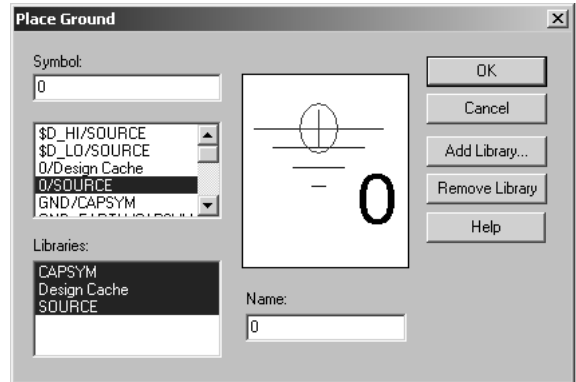 Place Ground
Symbol:
0
$D_HI/SOURCE
$D_LO/SOURCE
0/Design Cache
0/SOURCE
GND/CAPSYM
Libraries:
CAPSYM
Design Cache
SOURCE
0
Name:
0
OK
Cancel
Add Library...
Remove Library
Help